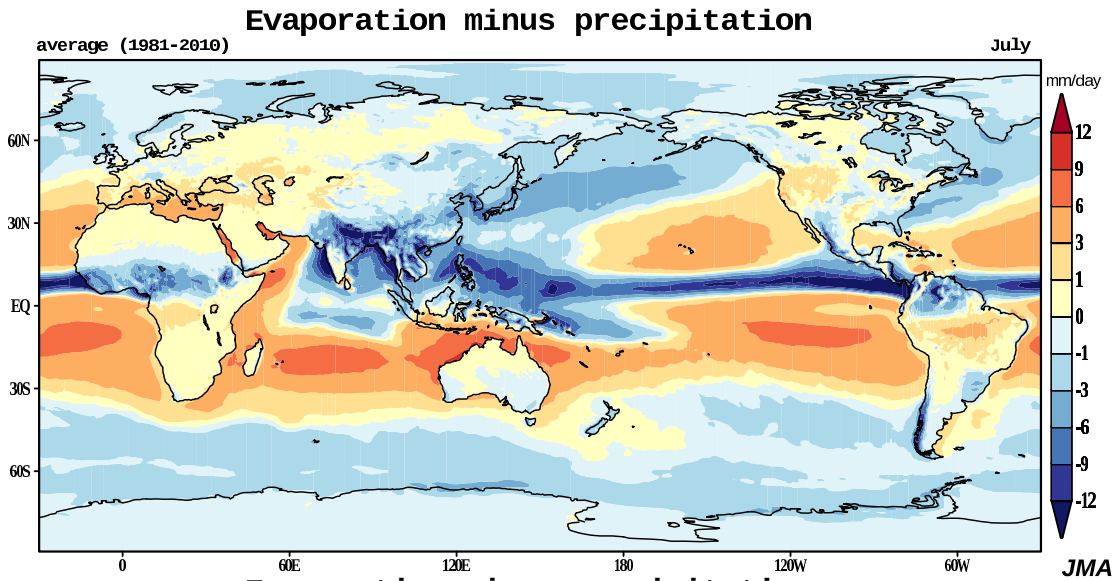 Evaporation minus precipitation
average (1981-2010)
July
mm/day
12
9
6
3
1
0
-1
-3
-6
-9
-12
60N
30N
EQ
30S
60S
0
60E
120E
180
120W
60W
JMA